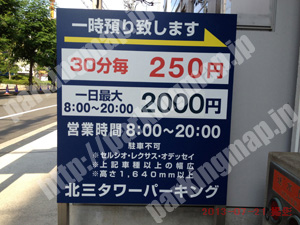 一時預り致します
30分毎 250円
一日最大
8:00～20:00 2000円
営業時間 8:00～20:00
駐車不可
※セルシオ・レクサス・オデッセイ
※上記車種以上の幅広
※高さ1,640mm以上
北三タワーパーキング
parkingmap.jp